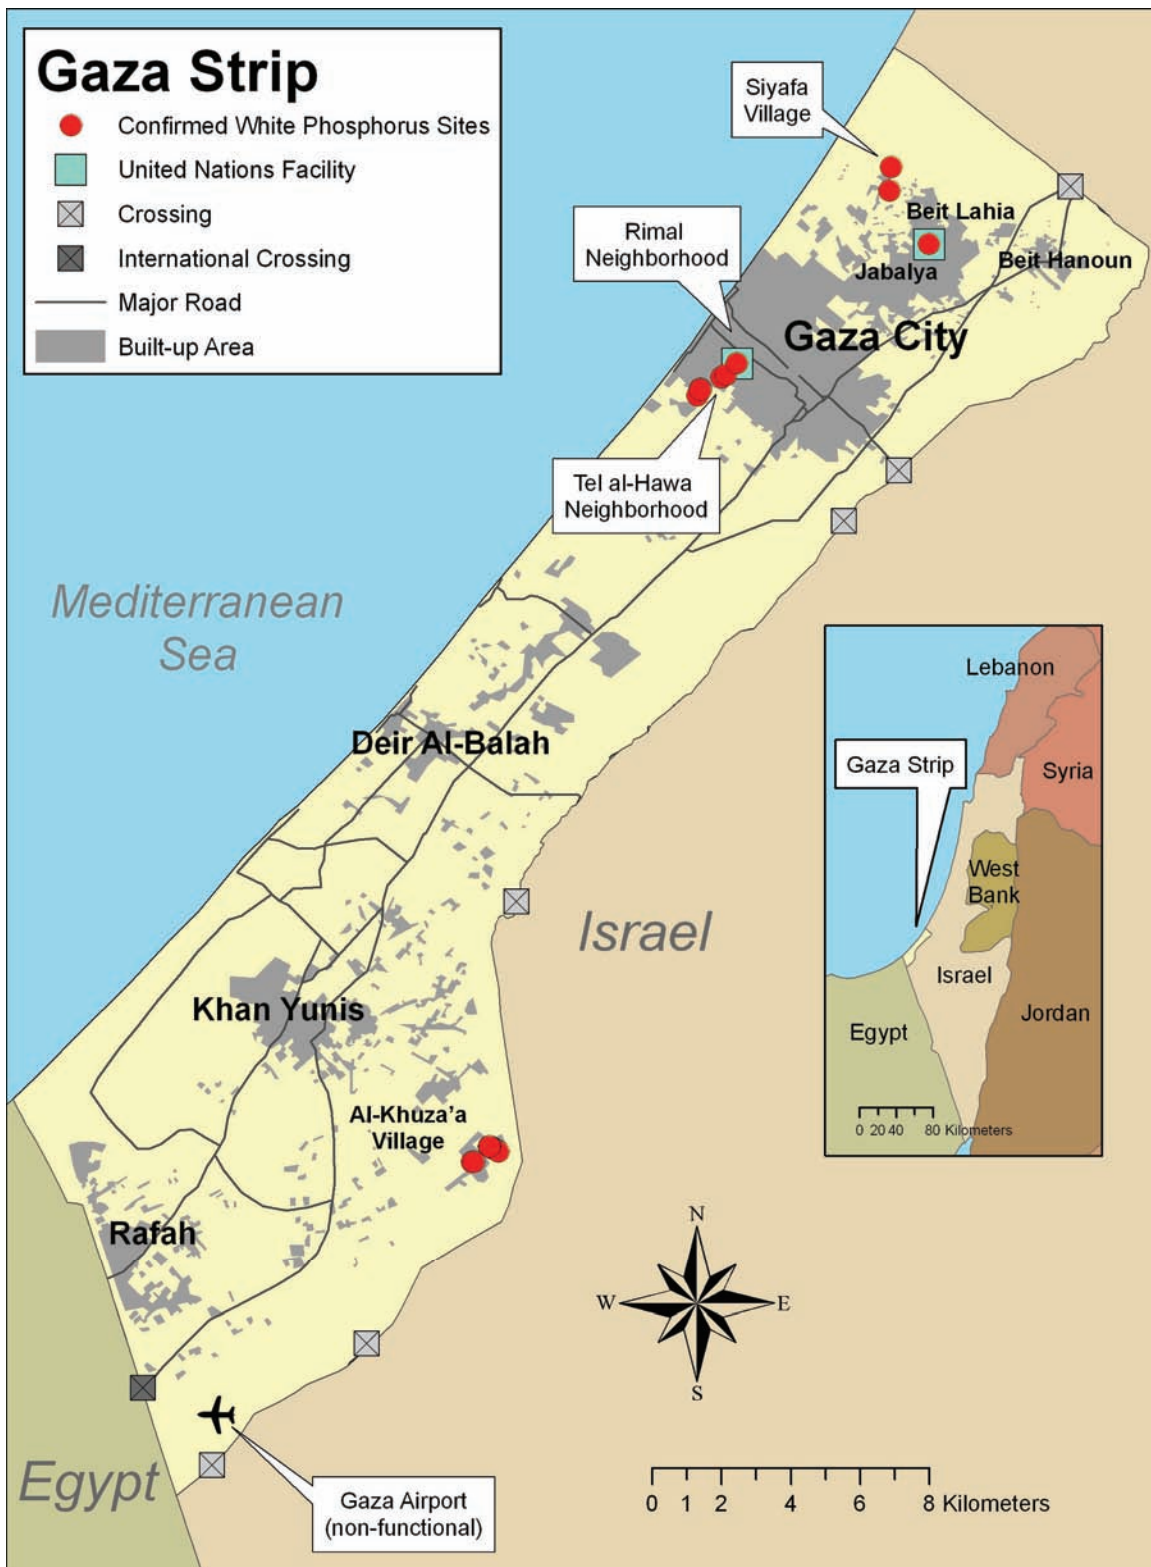 Gaza Strip
Confirmed White Phosphorus Sites
United Nations Facility
Crossing
International Crossing
Major Road
Built-up Area
Siyafa
Village
Rimal
Neighborhood
Beit Lahia
Jabalya
Beit Hanoun
Gaza City
Tel al-Hawa
Neighborhood
Mediterranean
Sea
Deir Al-Balah
Israel
Khan Yunis
Al-Khuza'a
Village
Rafah
Egypt
Gaza Airport
(non-functional)
Lebanon
Gaza Strip
Syria
West
Bank
Israel
Jordan
Egypt
0 20 40 80 Kilometers
N
W E
S
0 1 2 4 6 8 Kilometers